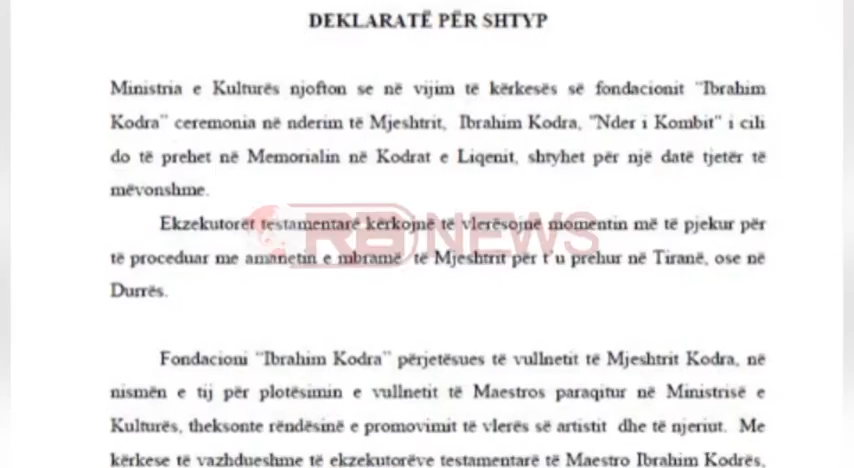 DEKLARATË PËR SHTYP
Ministria e Kulturës njofton se në vijim të kërkesës së fondacionit "Ibrahim
Kodra" ceremonia në nderim të Mjeshtrit, Ibrahim Kodra, "Nder i Kombit" i cili
do të prehet në Memorialin në Kodrat e Liqenit, shtyhet për një datë tjetër të
mëvonshme.
Ekzekutorët testamentarë kërkojnë të vlerësojnë momentin më të pjekur për
RB NEWS
të proceduar me amanetin e mbramë të Mjeshtrit për t'u prehur në Tiranë, ose në
Durrës.
Fondacioni "Ibrahim Kodra" përjetësues të vullnetit të Mjeshtrit Kodra, në
nismën e tij për plotësimin e vullnetit të Maestros paraqitur në Ministrisë e
Kulturës, theksonte rëndësinë e promovimit të vlerës së artistit dhe të njeriut. Me
kërkese të vazhdueshme të ekzekutorëve testamentarë të Maestro Ibrahim Kodrës,